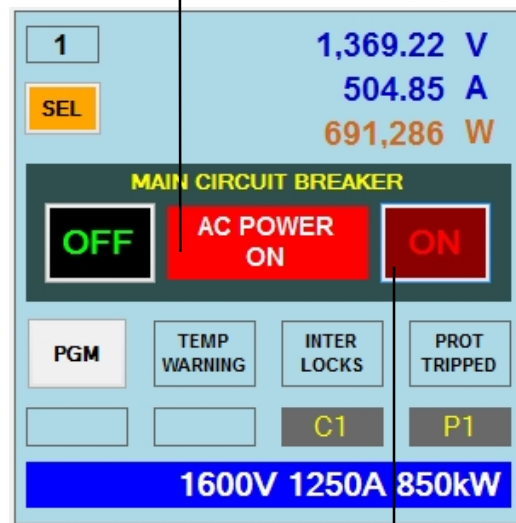 1
1,369.22 V
504.85 A
SEL
691,286 W
MAIN CIRCUIT BREAKER
OFF
AC POWER
ON
ON
PGM
TEMP
WARNING
INTER
LOCKS
PROT
TRIPPED
C1
P1
1600V 1250A 850kW